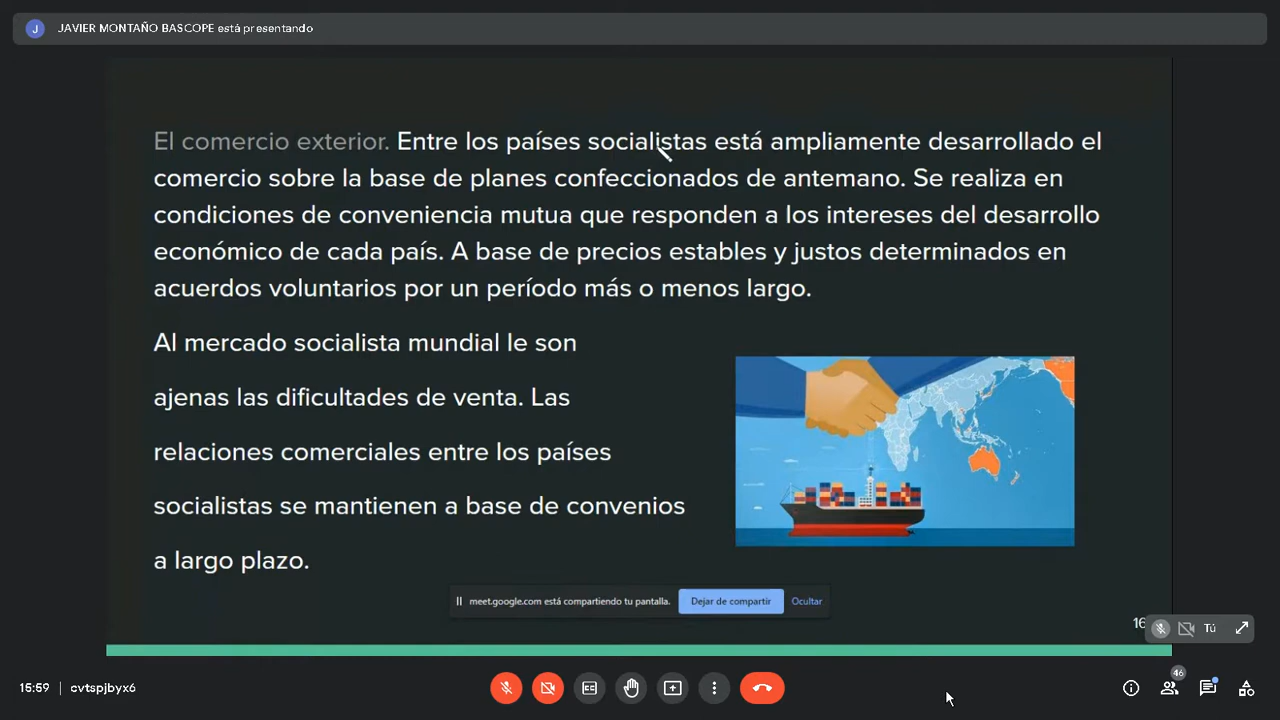 J JAVIER MONTAÑO BASCOPE está presentando
El comercio exterior. Entre los países socialistas está ampliamente desarrollado el
comercio sobre la base de planes confeccionados de antemano. Se realiza en
condiciones de conveniencia mutua que responden a los intereses del desarrollo
económico de cada país. A base de precios estables y justos determinados en
acuerdos voluntarios por un período más o menos largo.
Al mercado socialista mundial le son
ajenas las dificultades de venta. Las
relaciones comerciales entre los países
socialistas se mantienen a base de convenios
a largo plazo.
meet.google.com está compartiendo tu pantalla. Dejar de compartir Ocultar
16
Tú
15:59 | cvtspjbyx6
46